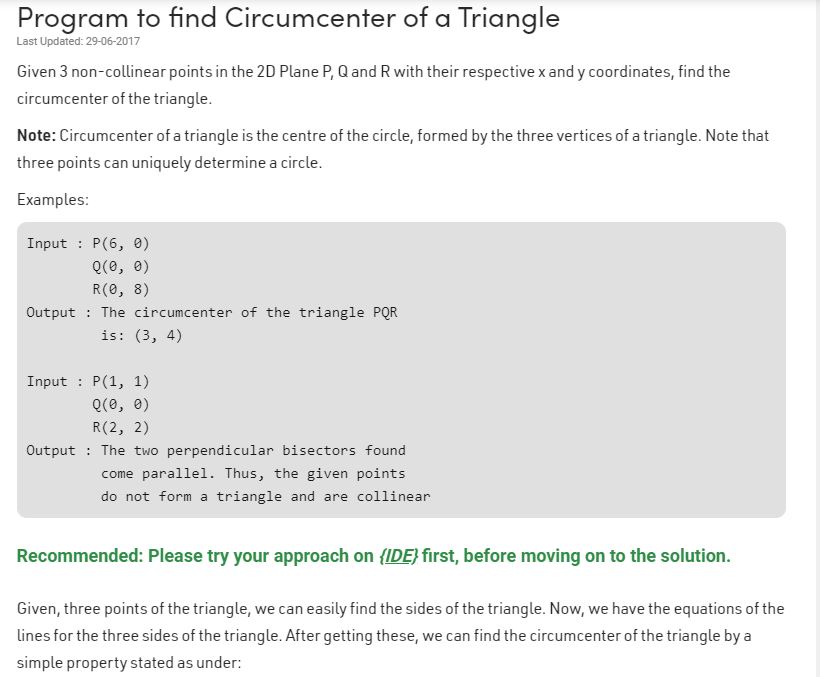 Program to find Circumcenter of a Triangle
Last Updated: 29-06-2017
Given 3 non-collinear points in the 2D Plane P, Q and R with their respective x and y coordinates, find the
circumcenter of the triangle.
Note: Circumcenter of a triangle is the centre of the circle, formed by the three vertices of a triangle. Note that
three points can uniquely determine a circle.
Examples:
Input : P(6, 0)
Q(0, 0)
R(0, 8)
Output : The circumcenter of the triangle PQR
is: (3, 4)
Input : P(1, 1)
Q(0, 0)
R(2, 2)
Output : The two perpendicular bisectors found
come parallel. Thus, the given points
do not form a triangle and are collinear
Recommended: Please try your approach on {IDE} first, before moving on to the solution.
Given, three points of the triangle, we can easily find the sides of the triangle. Now, we have the equations of the
lines for the three sides of the triangle. After getting these, we can find the circumcenter of the triangle by a
simple property stated as under: